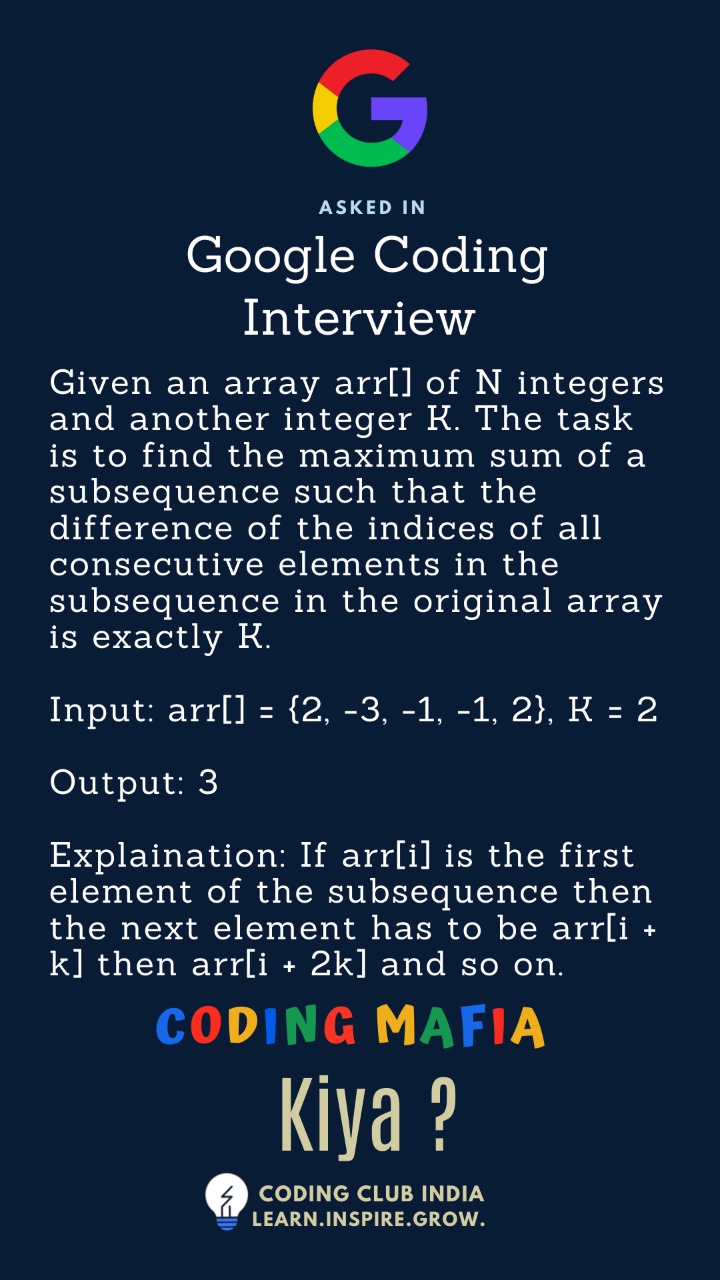 ASKED IN
Google Coding
Interview
Given an array arr[] of N integers
and another integer K. The task
is to find the maximum sum of a
subsequence such that the
difference of the indices of all
consecutive elements in the
subsequence in the original array
is exactly K.
Input: arr[] = {2, -3, -1, -1, 2}, K = 2
Output: 3
Explaination: If arr[i] is the first
element of the subsequence then
the next element has to be arr[i +
k] then arr[i + 2k] and so on.
CODING MAFIA
Kiya ?
CODING CLUB INDIA
LEARN.INSPIRE.GROW.